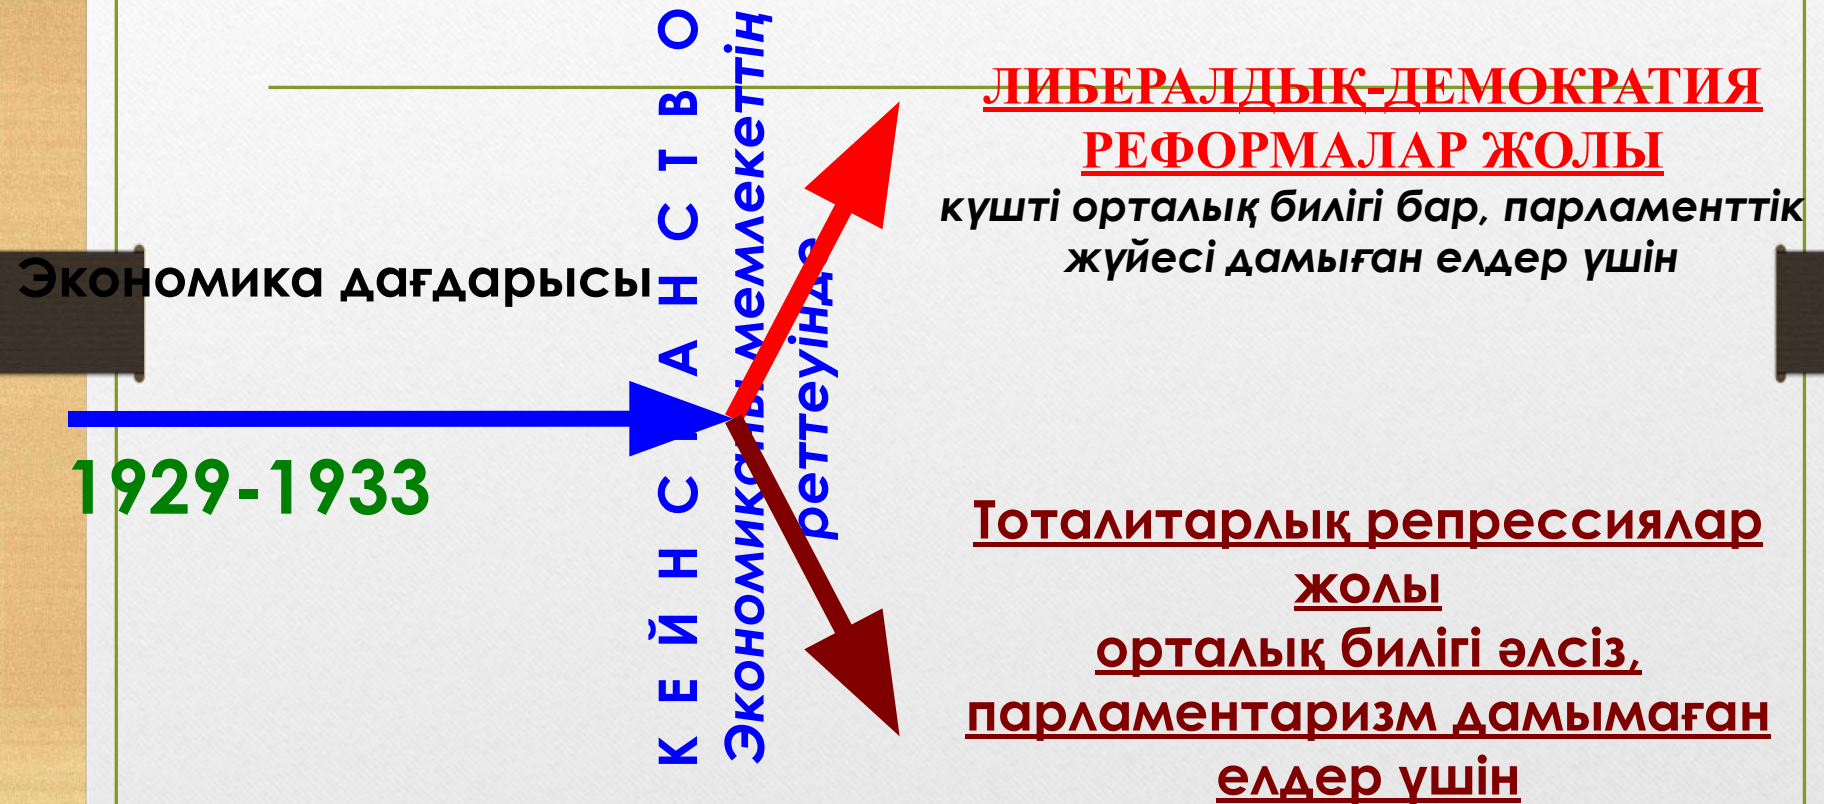 Экономика дағдарысы
1929-1933
КЕЙНСИАНСТВО
Экономиканы мемлекеттің
реттеуінде
ЛИБЕРАЛДЫҚ-ДЕМОКРАТИЯ
РЕФОРМАЛАР ЖОЛЫ
күшті орталық билігі бар, парламенттік
жүйесі дамыған елдер үшін
Тоталитарлық репрессиялар
жолы
орталық билігі әлсіз,
парламентаризм дамымаған
елдер үшін